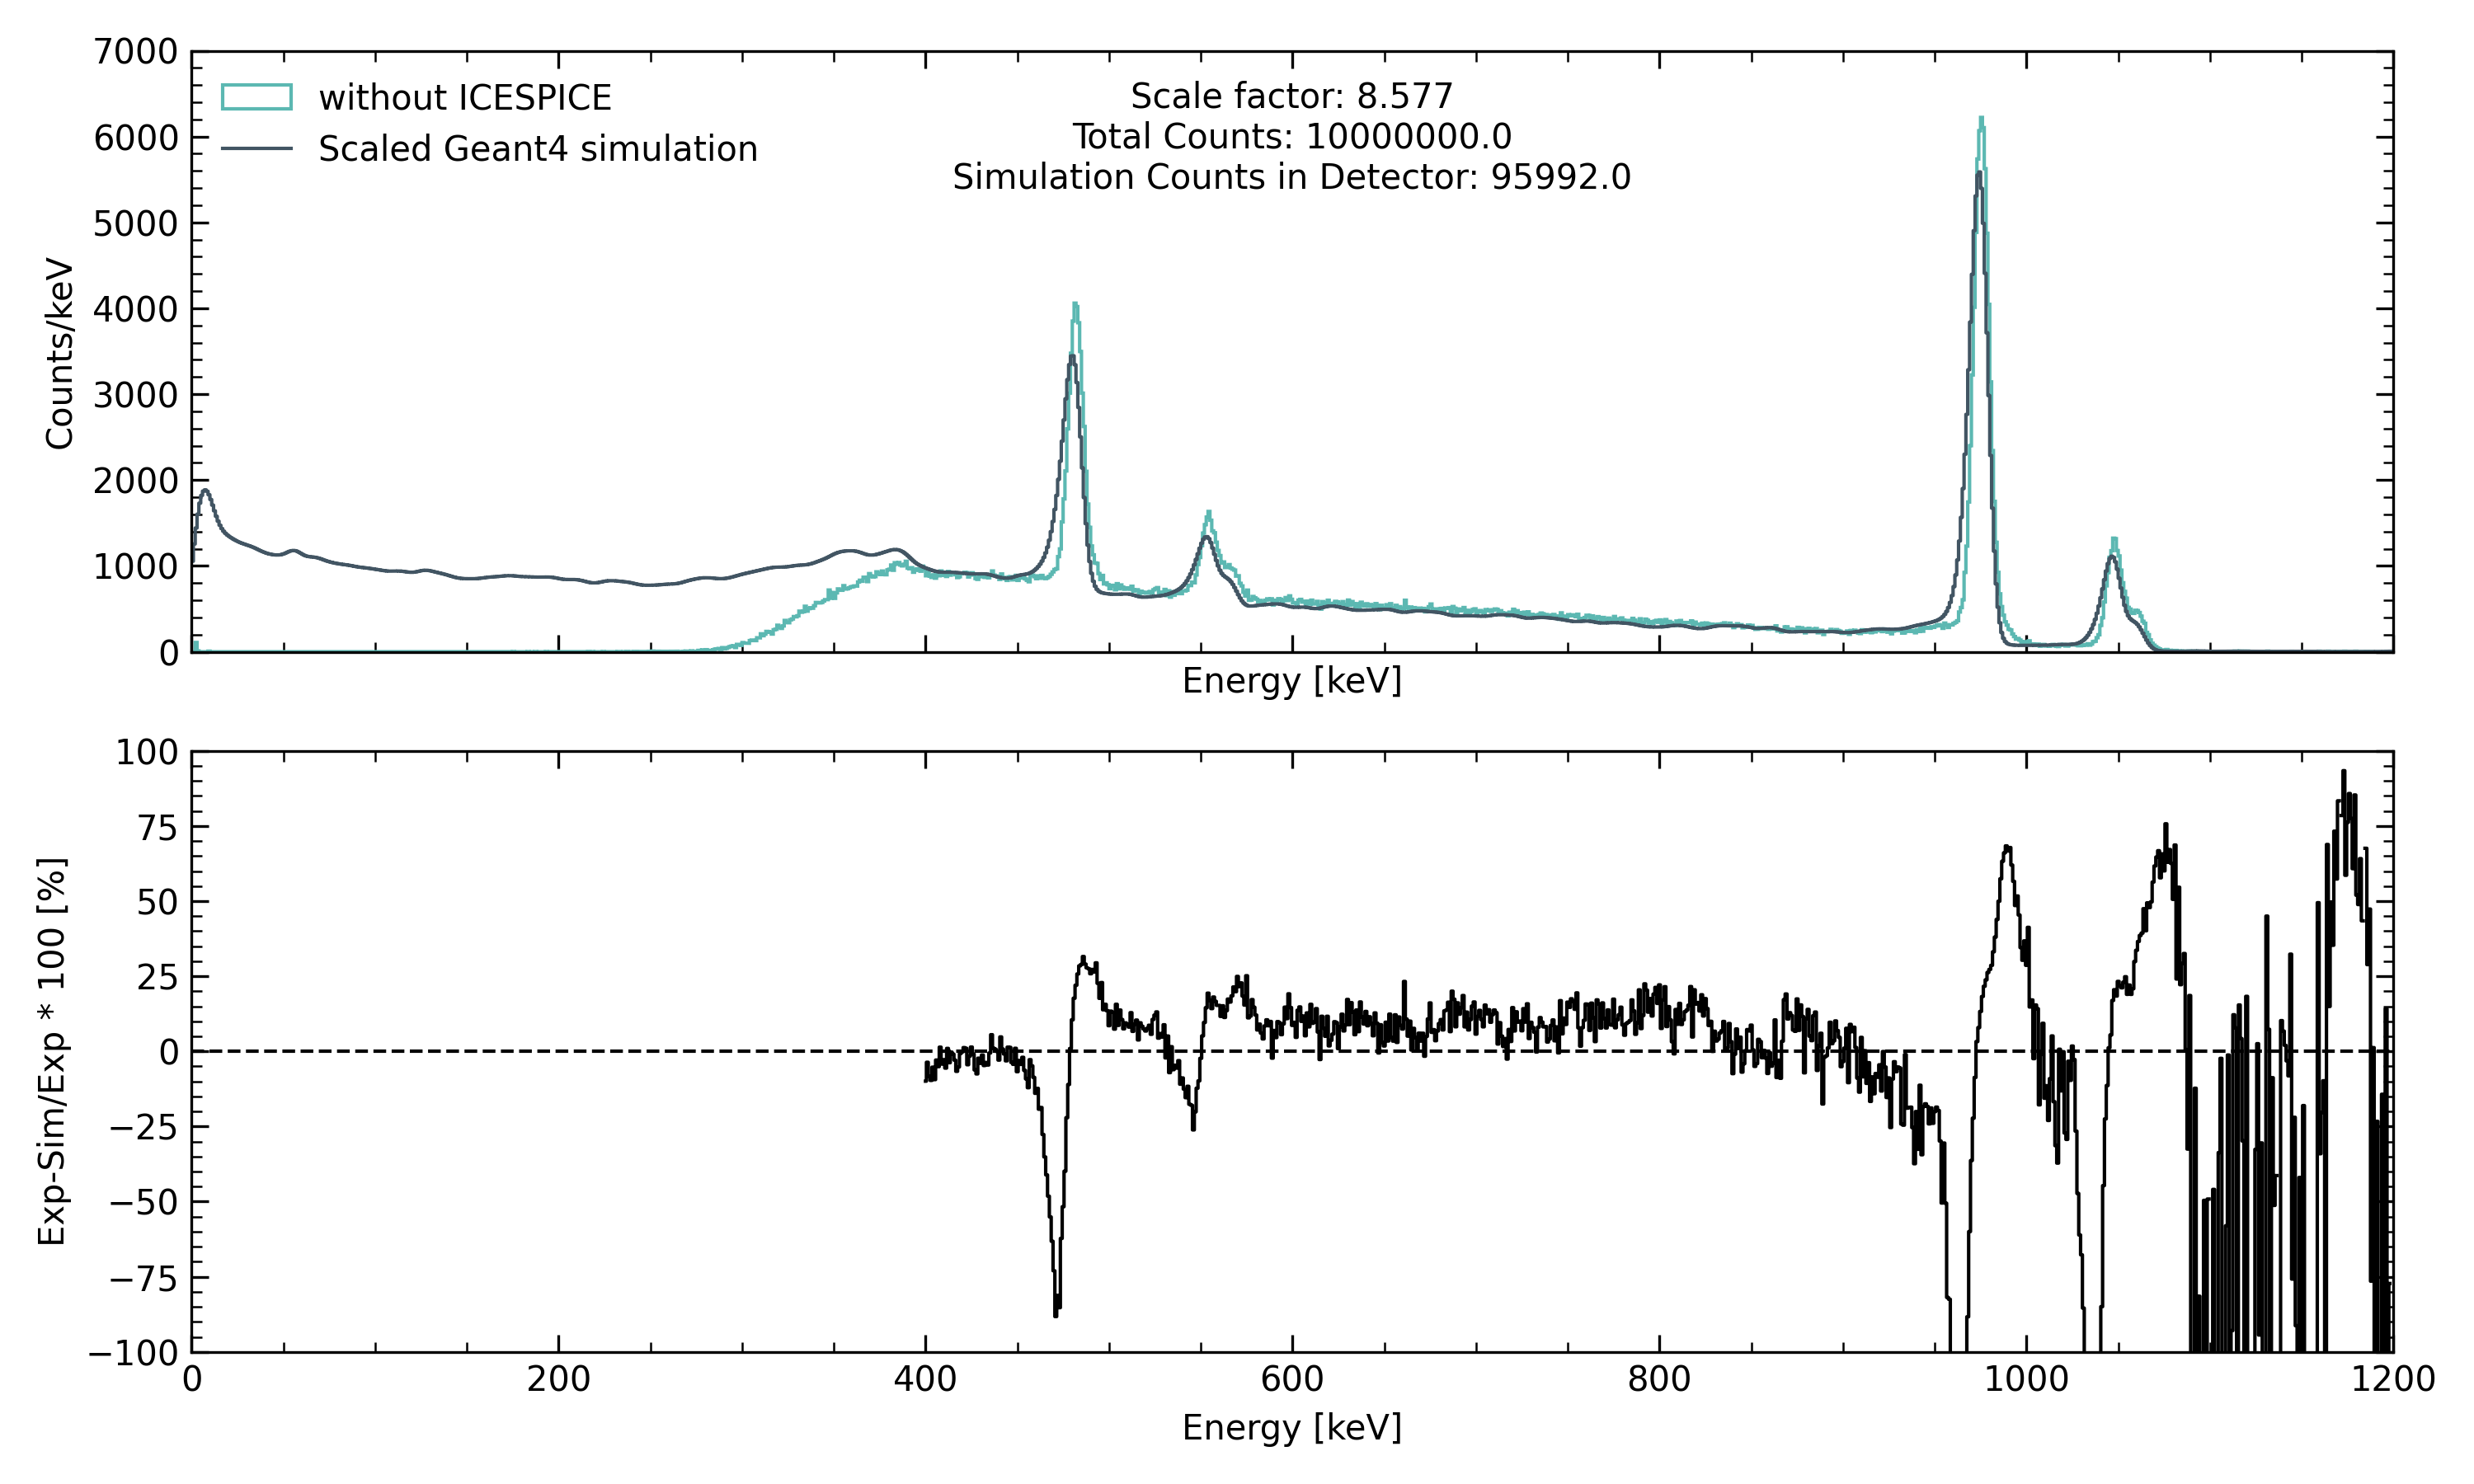 7000
6000
5000
4000
3000
2000
1000
0
Counts/keV
without ICESPICE
Scaled Geant4 simulation
Scale factor: 8.577
Total Counts: 10000000.0
Simulation Counts in Detector: 95992.0
Energy [keV]
100
75
50
25
0
−25
−50
−75
−100
Exp-Sim/Exp * 100 [%]
0 200 400 600 800 1000 1200
Energy [keV]